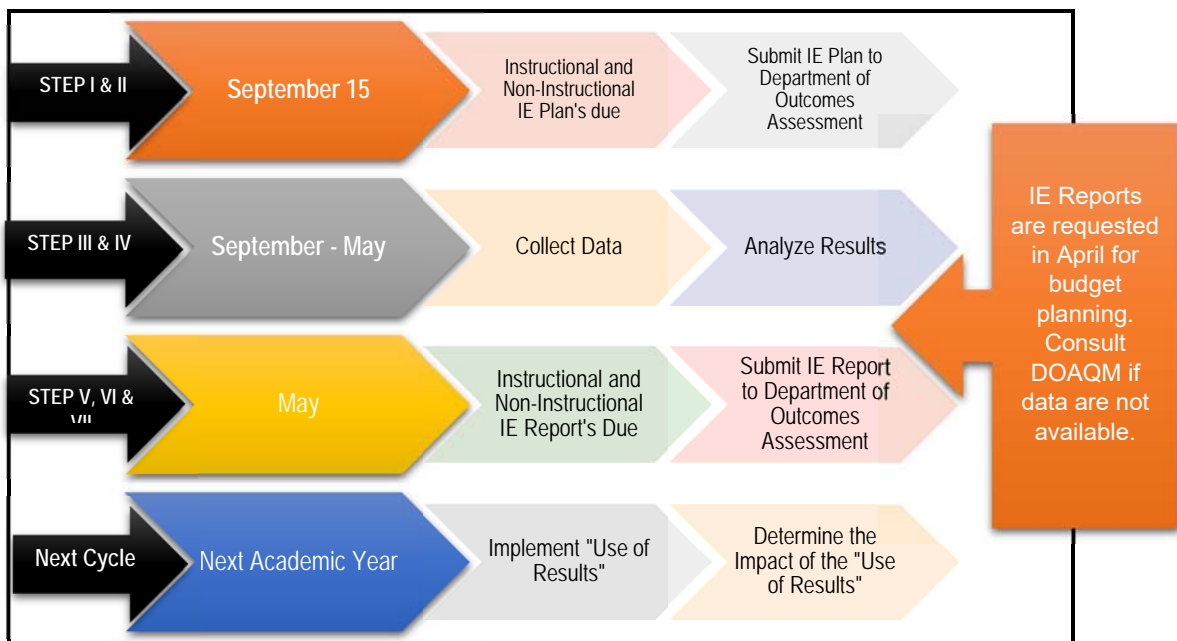 STEP I & II
September 15
Instructional and
Non-Instructional
IE Plan's due
Submit IE Plan to
Department of
Outcomes
Assessment
STEP III & IV
September - May
Collect Data
Analyze Results
STEP V, VI &
VII
May
Instructional and
Non-Instructional
IE Report's Due
Submit IE Report
to Department of
Outcomes
Assessment
Next Cycle
Next Academic Year
Implement "Use of
Results"
Determine the
Impact of the "Use
of Results"
IE Reports
are requested
in April for
budget
planning.
Consult
DOAQM if
data are not
available.